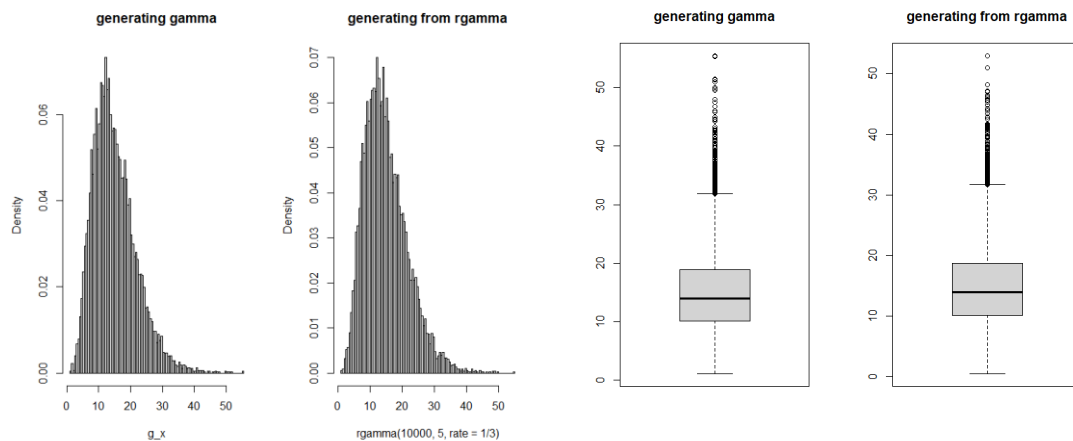 generating gamma
Density
0.00
0.02
0.04
0.06
0 10 20 30 40 50
g_x
generating from rgamma
Density
0.00
0.01
0.02
0.03
0.04
0.05
0.06
0.07
0 10 20 30 40 50
rgamma(10000, 5, rate = 1/3)
generating gamma
0
10
20
30
40
50
generating from rgamma
0
10
20
30
40
50